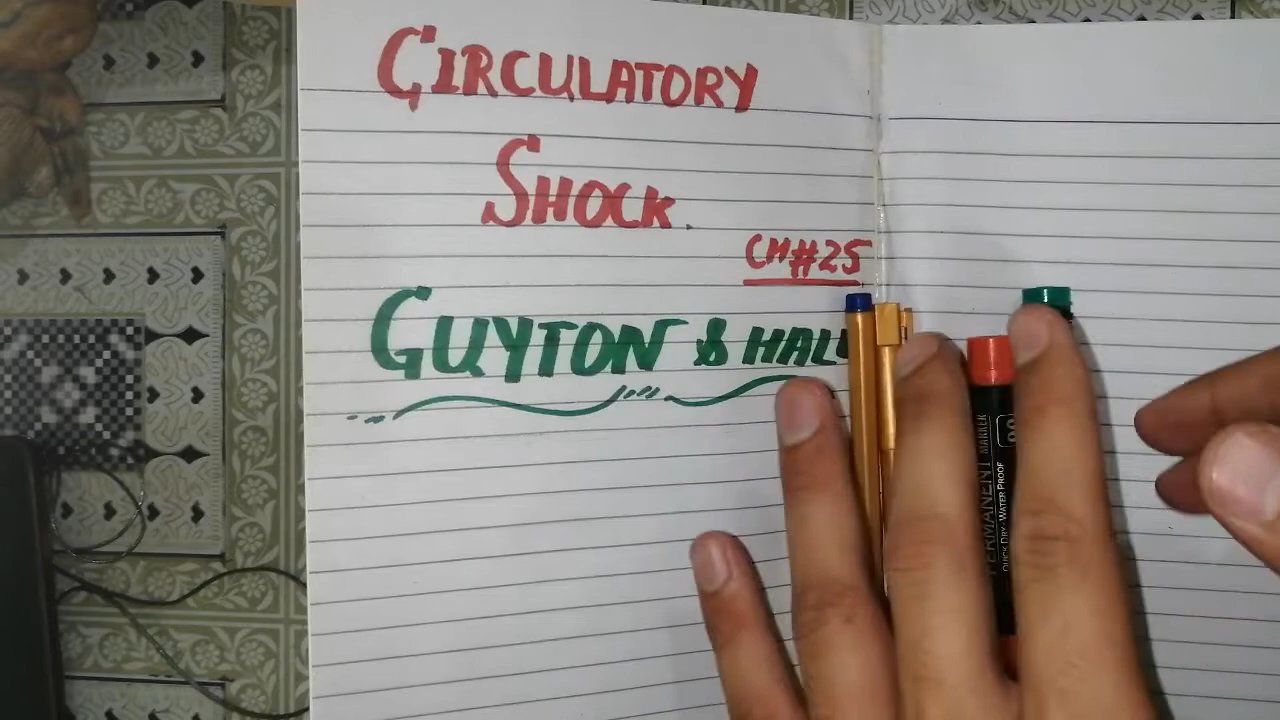 CIRCULATORY
SHOCK.
CH#25
GUYTON & HALL
PERMANENT MARKER
QUICK DRY · WATER PROOF